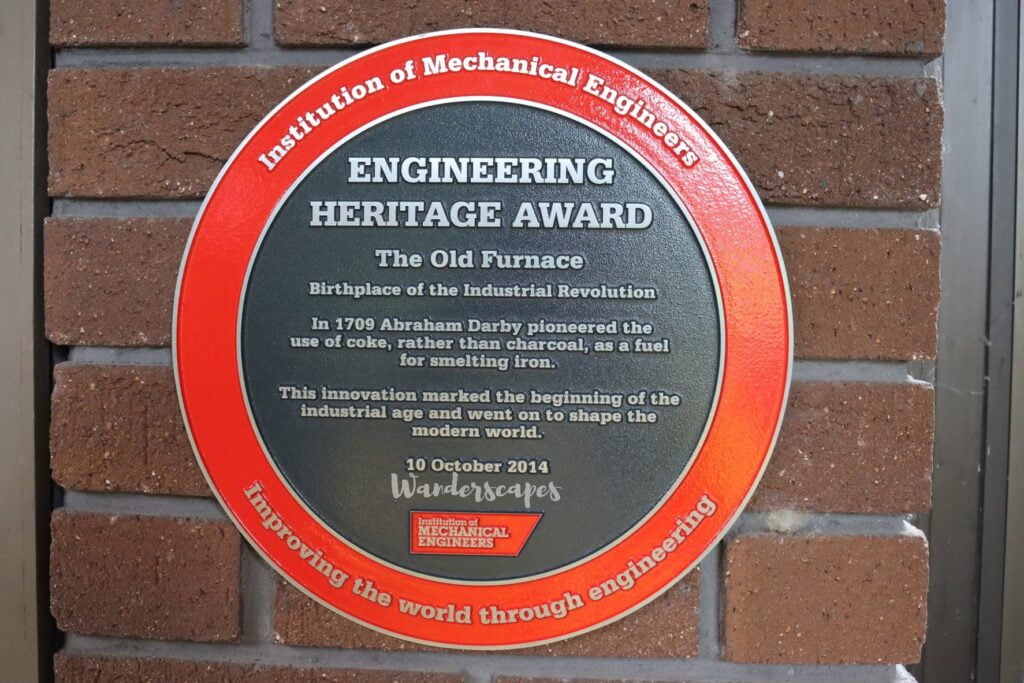 Institution of Mechanical Engineers
ENGINEERING
HERITAGE AWARD
The Old Furnace
Birthplace of the Industrial Revolution
In 1709 Abraham Darby pioneered the
use of coke, rather than charcoal, as a fuel
for smelting iron.
This innovation marked the beginning of the
industrial age and went on to shape the
modern world.
10 October 2014
Wanderscapes
Institution of
MECHANICAL
ENGINEERS
Improving the world through engineering